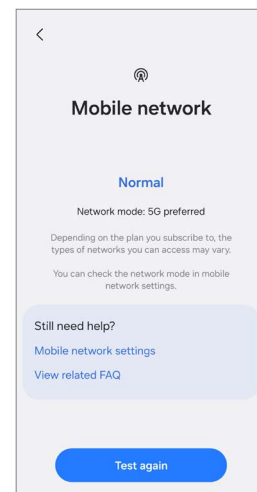 Mobile network
Normal
Network mode: 5G preferred
Depending on the plan you subscribe to, the
types of networks you can access may vary.
You can check the network mode in mobile
network settings.
Still need help?
Mobile network settings
View related FAQ
Test again